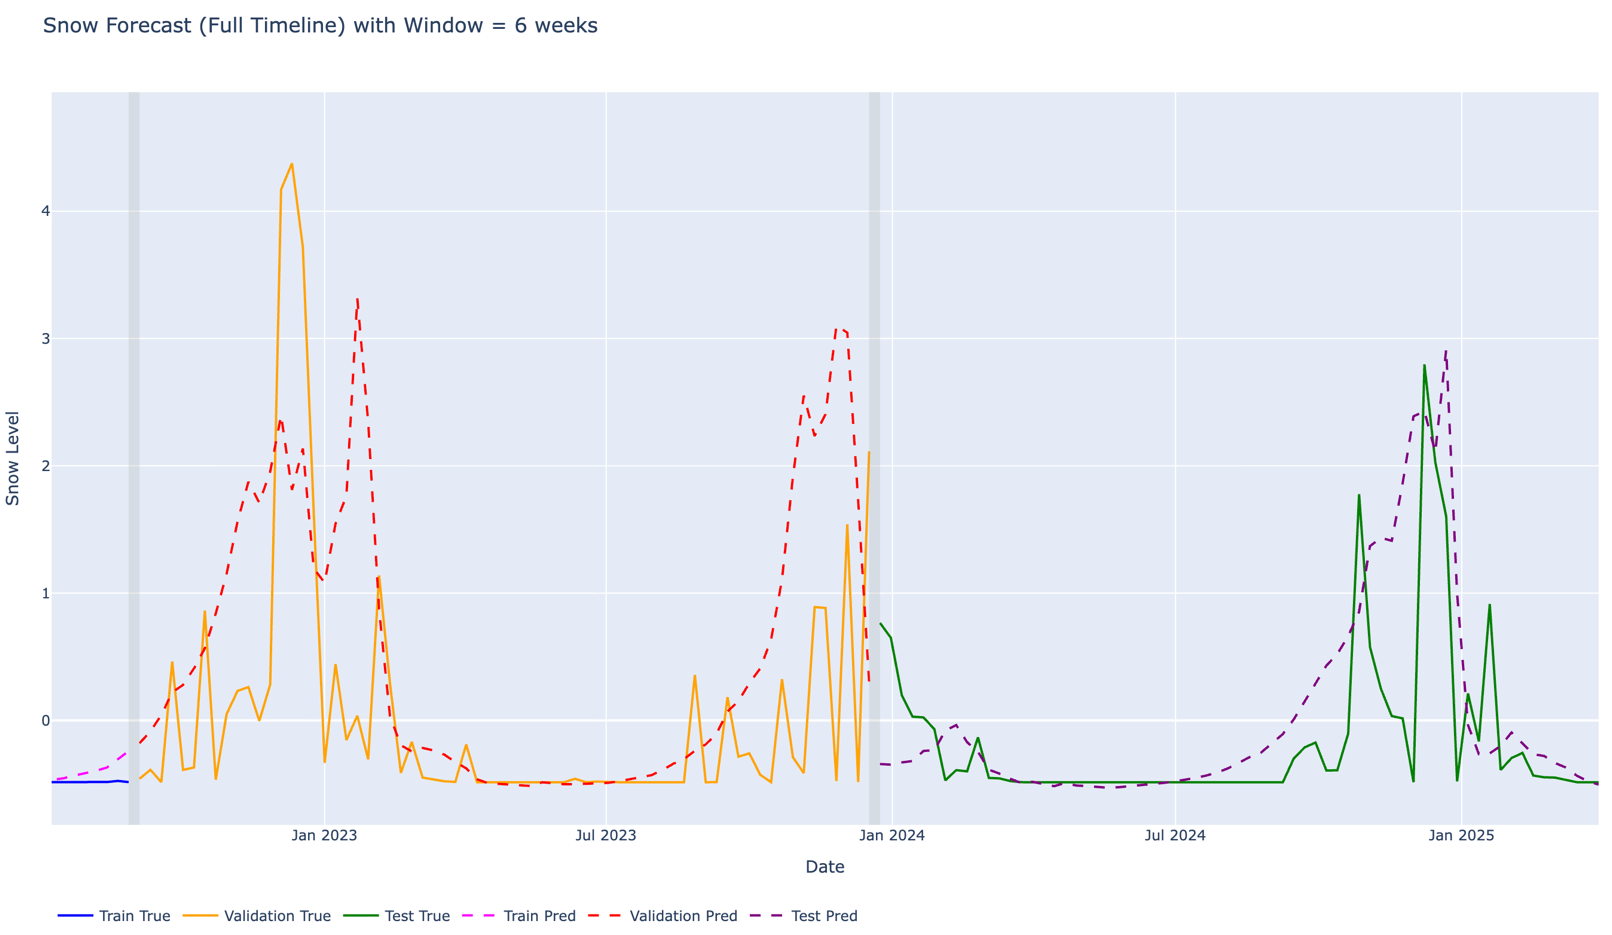 Snow Forecast (Full Timeline) with Window = 6 weeks
4
3
2
1
0
Snow Level
Jan 2023
Jul 2023
Jan 2024
Jul 2024
Jan 2025
Date
Train True
Validation True
Test True
Train Pred
Validation Pred
Test Pred